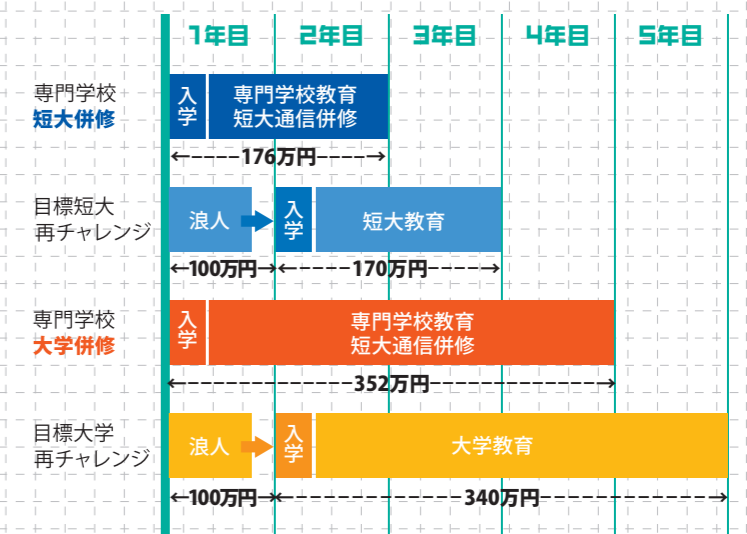 1年目 2年目 3年目 4年目 5年目
専門学校
短大併修
入学
専門学校教育
短大通信併修
176万円
目標短大
再チャレンジ
浪人
入学
短大教育
100万円 170万円
専門学校
大学併修
入学
専門学校教育
短大通信併修
352万円
目標大学
再チャレンジ
浪人
入学
大学教育
100万円 340万円